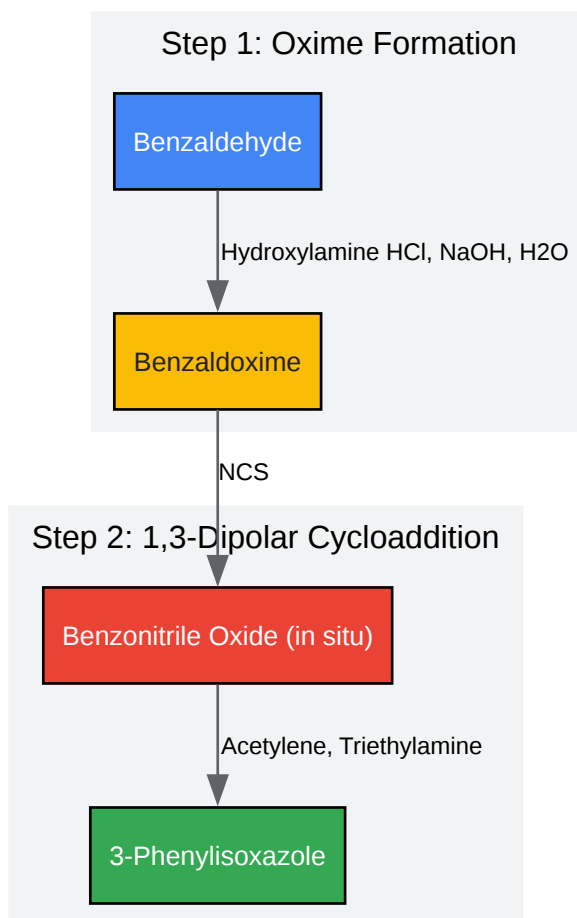 Step 1: Oxime Formation
Benzaldehyde
Hydroxylamine HCl, NaOH, H2O
Benzaldoxime
NCS
Step 2: 1,3-Dipolar Cycloaddition
Benzonitrile Oxide (in situ)
Acetylene, Triethylamine
3-Phenylisoxazole